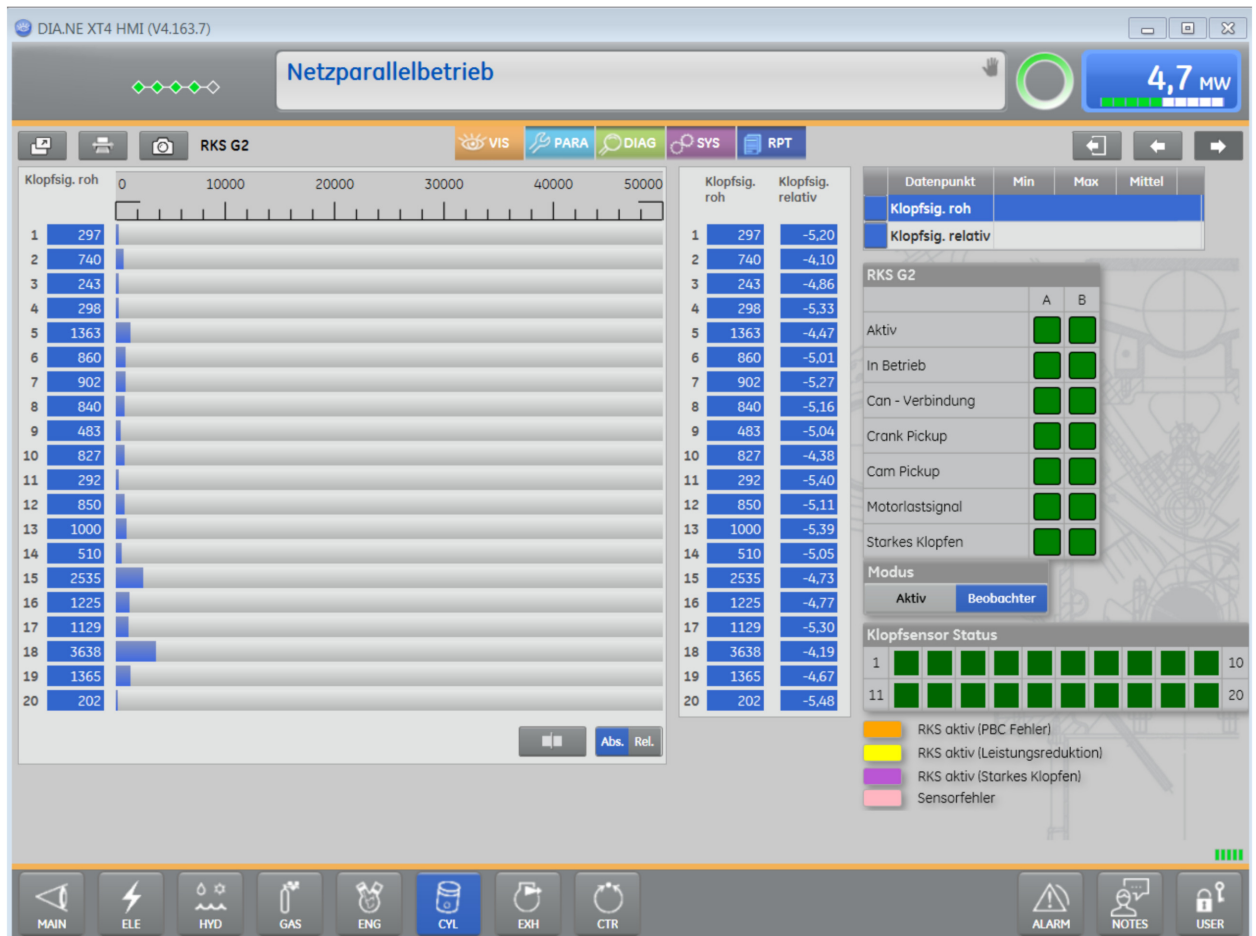 DIA.NE XT4 HMI (V4.163.7)
Netzparallelbetrieb
4,7 MW
RKS G2
VIS
PARA
DIAG
SYS
RPT
Klopfsig. roh
0 10000 20000 30000 40000 50000
1 297
2 740
3 243
4 298
5 1363
6 860
7 902
8 840
9 483
10 827
11 292
12 850
13 1000
14 510
15 2535
16 1225
17 1129
18 3638
19 1365
20 202
Abs. Rel.
Klopfsig. roh
Klopfsig. relativ
1 297 -5,20
2 740 -4,10
3 243 -4,86
4 298 -5,33
5 1363 -4,47
6 860 -5,01
7 902 -5,27
8 840 -5,16
9 483 -5,04
10 827 -4,38
11 292 -5,40
12 850 -5,11
13 1000 -5,39
14 510 -5,05
15 2535 -4,73
16 1225 -4,77
17 1129 -5,30
18 3638 -4,19
19 1365 -4,67
20 202 -5,48
Datenpunkt Min Max Mittel
Klopfsig. roh
Klopfsig. relativ
RKS G2
A B
Aktiv
In Betrieb
Can - Verbindung
Crank Pickup
Cam Pickup
Motorlastsignal
Starkes Klopfen
Modus
Aktiv Beobachter
Klopfsensor Status
1 10
11 20
RKS aktiv (PBC Fehler)
RKS aktiv (Leistungsreduktion)
RKS aktiv (Starkes Klopfen)
Sensorfehler
MAIN
ELE
HYD
GAS
ENG
CYL
EXH
CTR
ALARM
NOTES
USER